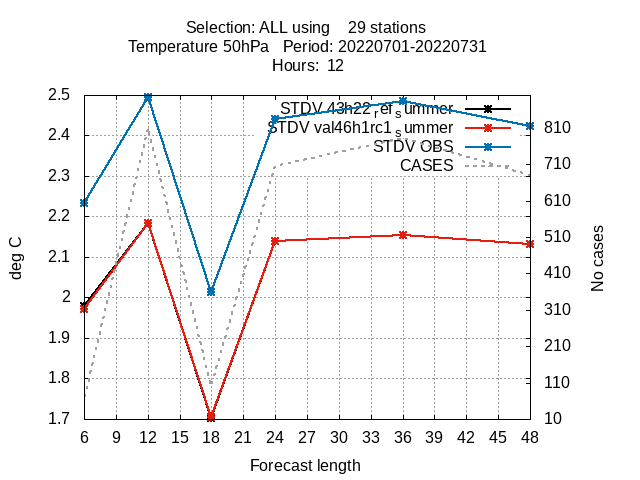 Selection: ALL using 29 stations
Temperature 50hPa Period: 20220701-20220731
Hours: 12
2.5
2.4
2.3
2.2
2.1
2
1.9
1.8
1.7
deg C
STDV 43h22ref summer
STDV val46h1rc1summer
STDV OBS
CASES
810
710
610
510
410
310
210
110
10
No cases
6 9 12 15 18 21 24 27 30 33 36 39 42 45 48
Forecast length